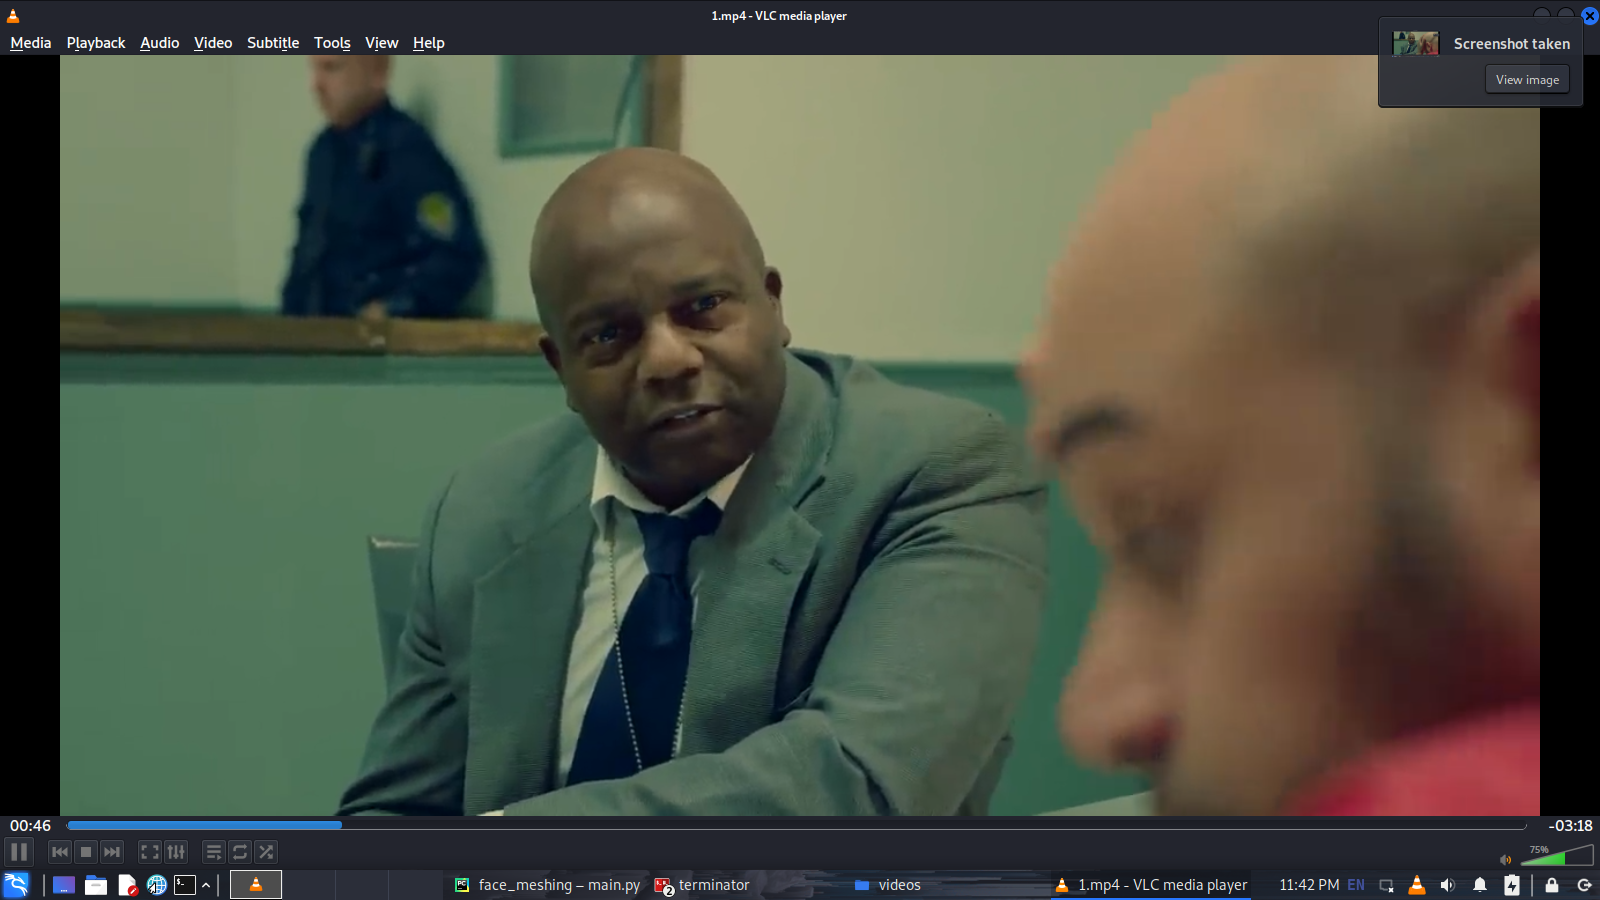 1.mp4 - VLC media player
Media Playback Audio Video Subtitle Tools View Help
Screenshot taken
View image
00:46
-03:18
75%
face_meshing – main.py
2
terminator
videos
1.mp4 - VLC media player
11:42 PM
EN